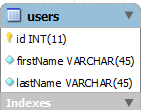 users
id INT(11)
firstName VARCHAR(45)
lastName VARCHAR(45)
Indexes